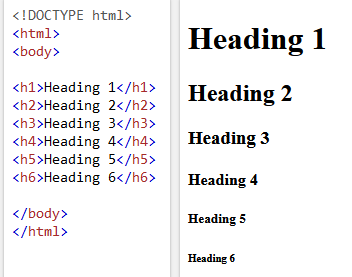 <!DOCTYPE html>
<html>
<body>
<h1>Heading 1</h1>
<h2>Heading 2</h2>
<h3>Heading 3</h3>
<h4>Heading 4</h4>
<h5>Heading 5</h5>
<h6>Heading 6</h6>
</body>
</html>
Heading 1
Heading 2
Heading 3
Heading 4
Heading 5
Heading 6